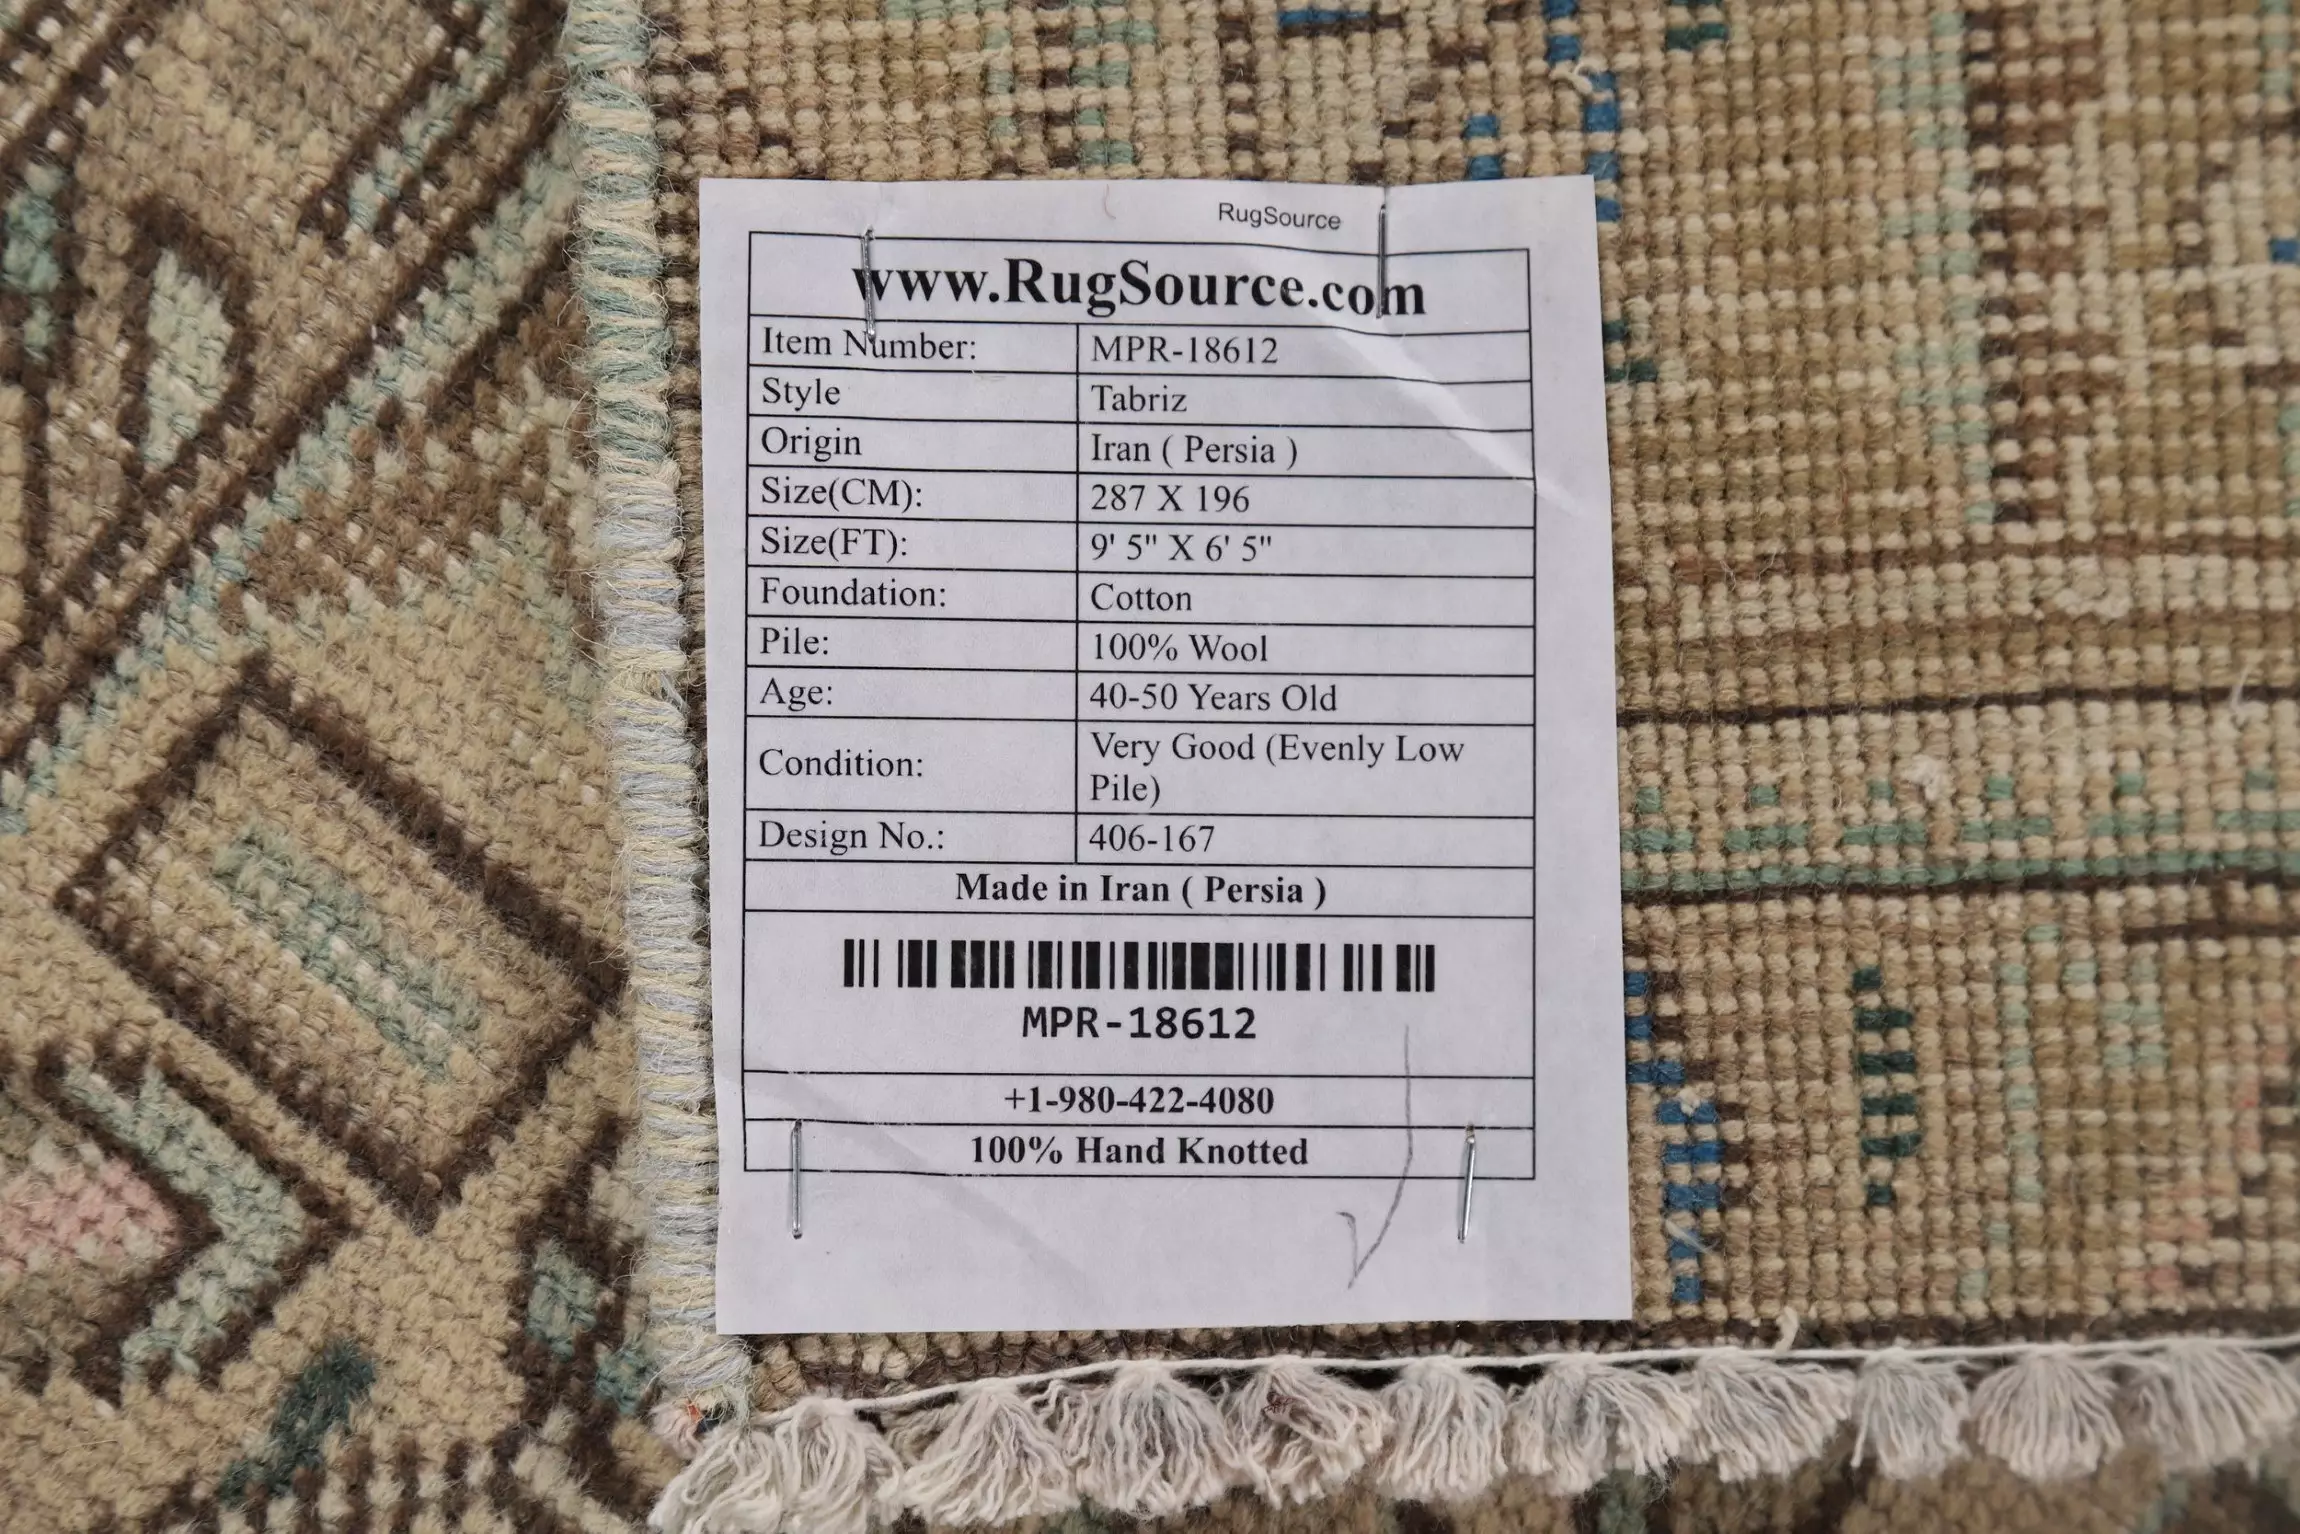 RugSource
www.RugSource.com
Item Number: MPR-18612
Style Tabriz
Origin Iran ( Persia )
Size(CM): 287 X 196
Size(FT): 9' 5" X 6' 5"
Foundation: Cotton
Pile: 100% Wool
Age: 40-50 Years Old
Condition: Very Good (Evenly Low
Pile)
Design No.: 406-167
Made in Iran ( Persia )
MPR-18612
+1-980-422-4080
100% Hand Knotted